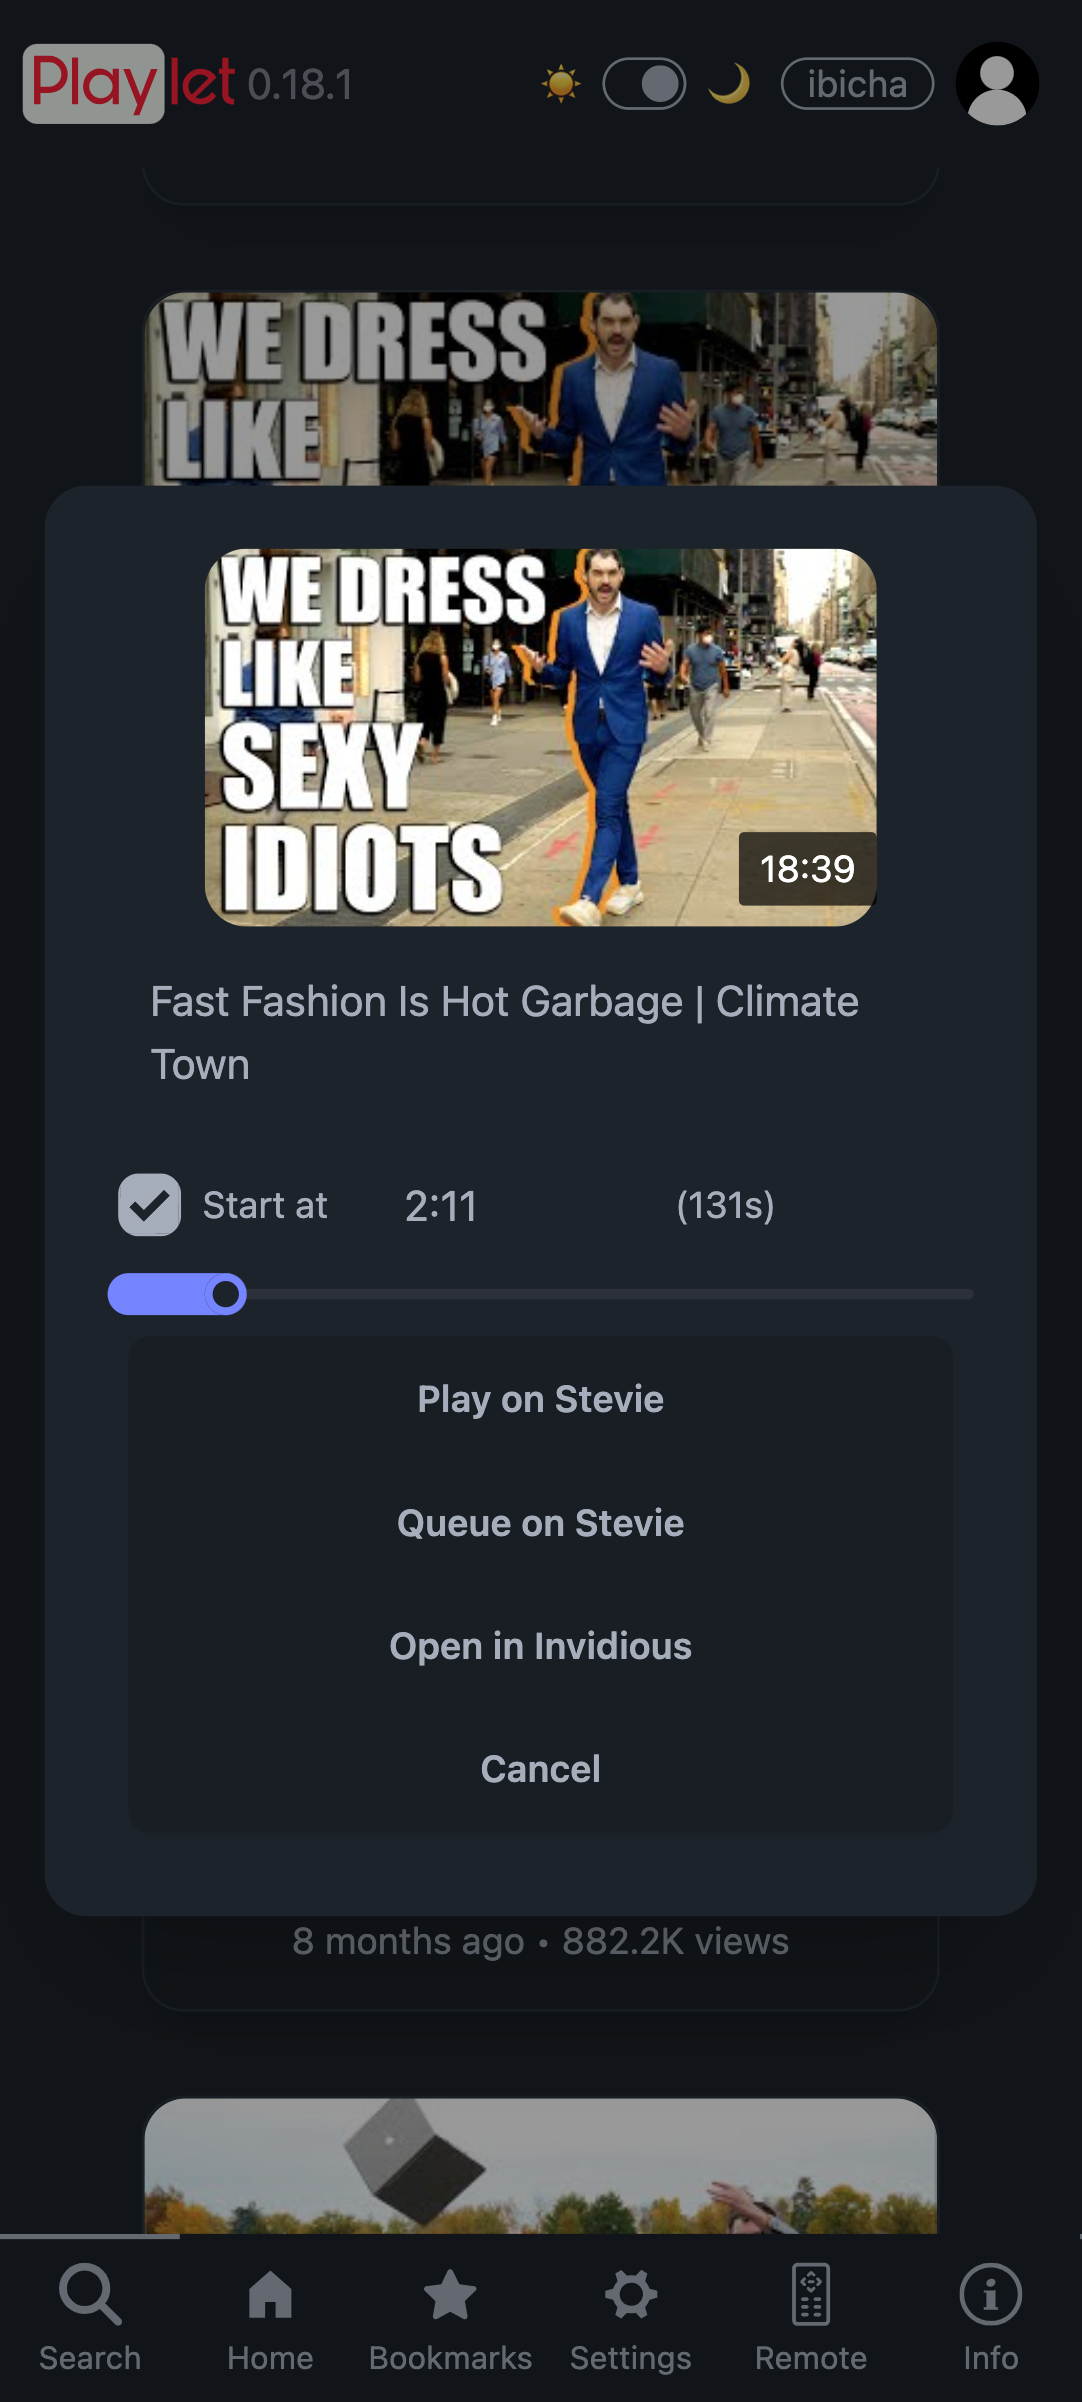 Playlet 0.18.1
ibicha
WE DRESS
LIKE
WE DRESS
LIKE
SEXY
IDIOTS
18:39
Fast Fashion Is Hot Garbage | Climate
Town
Start at 2:11 (131s)
Play on Stevie
Queue on Stevie
Open in Invidious
Cancel
8 months ago • 882.2K views
Search Home Bookmarks Settings Remote Info